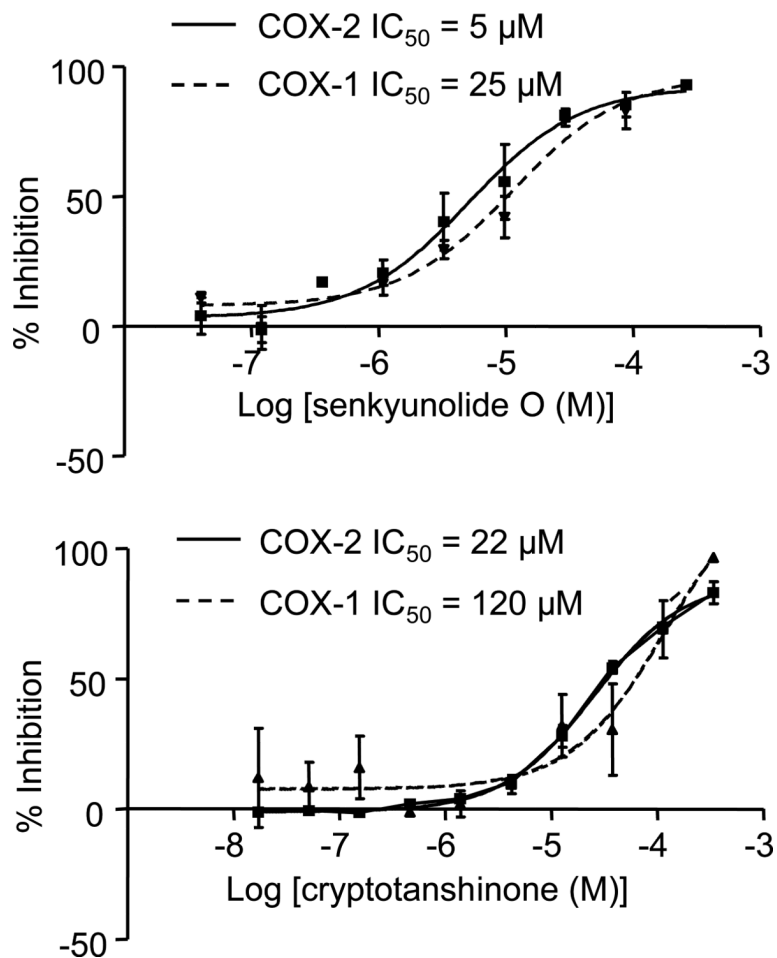 COX-2 IC₅₀ = 5 µM
COX-1 IC₅₀ = 25 µM
100
50
0
-50
% Inhibition
-7 -6 -5 -4 -3
Log [senkyunolide O (M)]
COX-2 IC₅₀ = 22 µM
COX-1 IC₅₀ = 120 µM
100
50
0
-50
% Inhibition
-8 -7 -6 -5 -4 -3
Log [cryptotanshinone (M)]